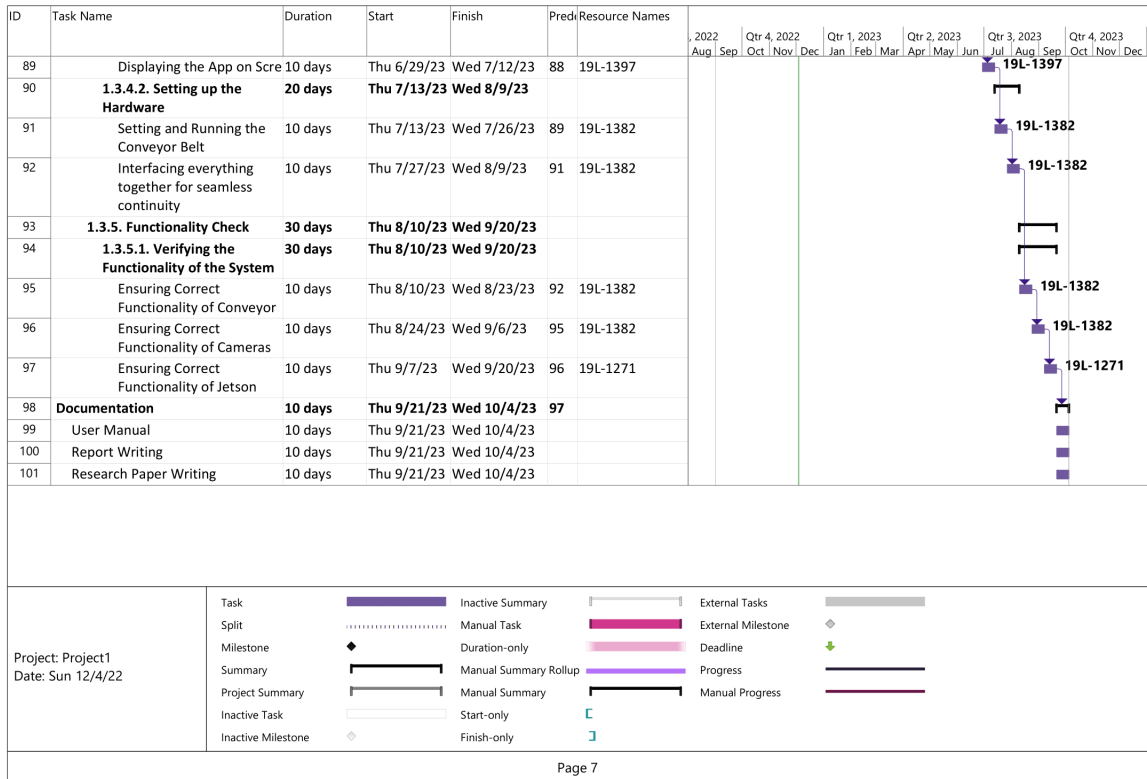 ID Task Name Duration Start Finish Prede Resource Names
, 2022 Qtr 4, 2022 Qtr 1, 2023 Qtr 2, 2023 Qtr 3, 2023 Qtr 4, 2023
Aug Sep Oct Nov Dec Jan Feb Mar Apr May Jun Jul Aug Sep Oct Nov Dec
89 Displaying the App on Scre 10 days Thu 6/29/23 Wed 7/12/23 88 19L-1397 19L-1397
90 1.3.4.2. Setting up the 20 days Thu 7/13/23 Wed 8/9/23
Hardware
91 Setting and Running the 10 days Thu 7/13/23 Wed 7/26/23 89 19L-1382 19L-1382
Conveyor Belt
92 Interfacing everything 10 days Thu 7/27/23 Wed 8/9/23 91 19L-1382 19L-1382
together for seamless
continuity
93 1.3.5. Functionality Check 30 days Thu 8/10/23 Wed 9/20/23
94 1.3.5.1. Verifying the 30 days Thu 8/10/23 Wed 9/20/23
Functionality of the System
95 Ensuring Correct 10 days Thu 8/10/23 Wed 8/23/23 92 19L-1382 19L-1382
Functionality of Conveyor
96 Ensuring Correct 10 days Thu 8/24/23 Wed 9/6/23 95 19L-1382 19L-1382
Functionality of Cameras
97 Ensuring Correct 10 days Thu 9/7/23 Wed 9/20/23 96 19L-1271 19L-1271
Functionality of Jetson
98 Documentation 10 days Thu 9/21/23 Wed 10/4/23 97
99 User Manual 10 days Thu 9/21/23 Wed 10/4/23
100 Report Writing 10 days Thu 9/21/23 Wed 10/4/23
101 Research Paper Writing 10 days Thu 9/21/23 Wed 10/4/23
Project: Project1
Date: Sun 12/4/22
Task
Split
Milestone
Summary
Project Summary
Inactive Task
Inactive Milestone
Inactive Summary
Manual Task
Duration-only
Manual Summary Rollup
Manual Summary
Start-only
Finish-only
External Tasks
External Milestone
Deadline
Progress
Manual Progress
Page 7